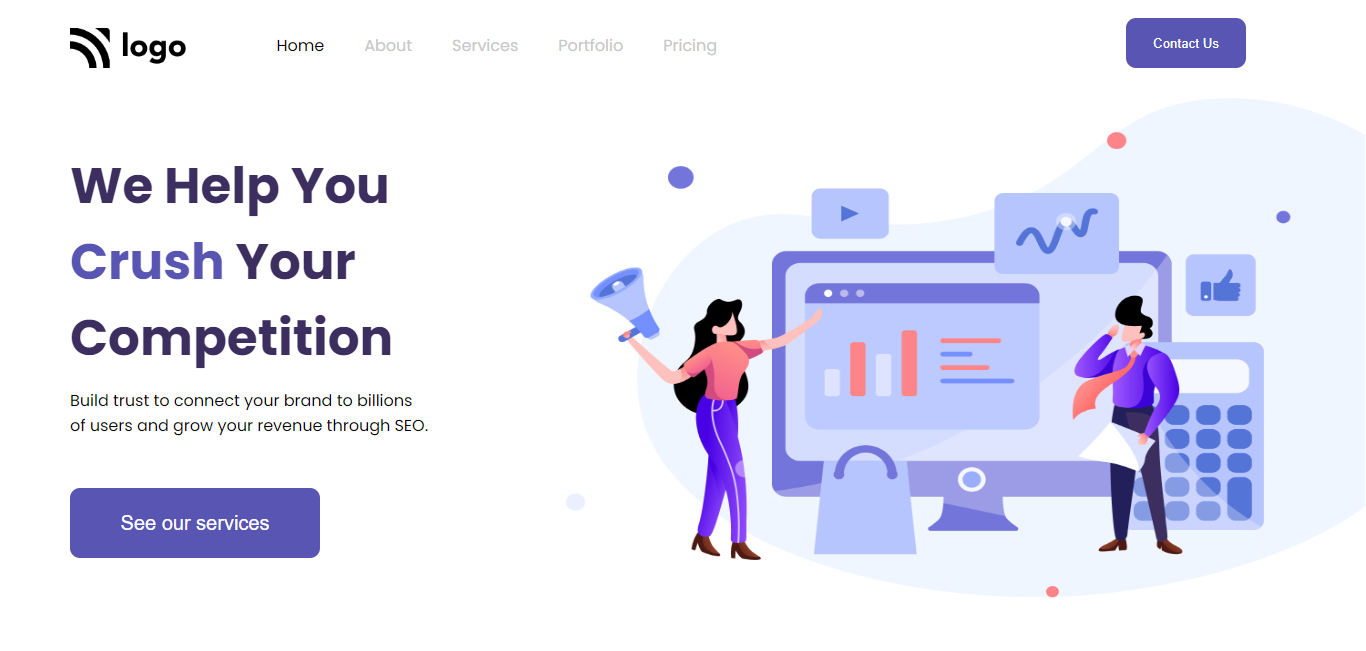 logo
Home About Services Portfolio Pricing
Contact Us
We Help You
Crush Your
Competition
Build trust to connect your brand to billions
of users and grow your revenue through SEO.
See our services